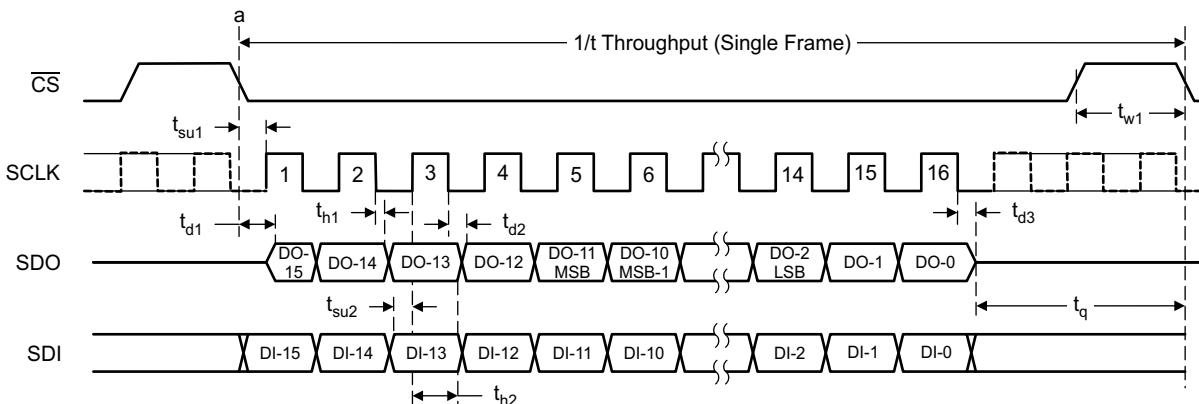 a
1/t Throughput (Single Frame)
CS
t_w1
t_su1
SCLK
1 2 3 4 5 6 14 15 16
t_d1
t_h1
t_d2
t_d3
SDO
DO-15 DO-14 DO-13 DO-12 DO-11 MSB DO-10 MSB-1 DO-2 LSB DO-1 DO-0
t_su2
t_q
SDI
DI-15 DI-14 DI-13 DI-12 DI-11 DI-10 DI-2 DI-1 DI-0
t_h2